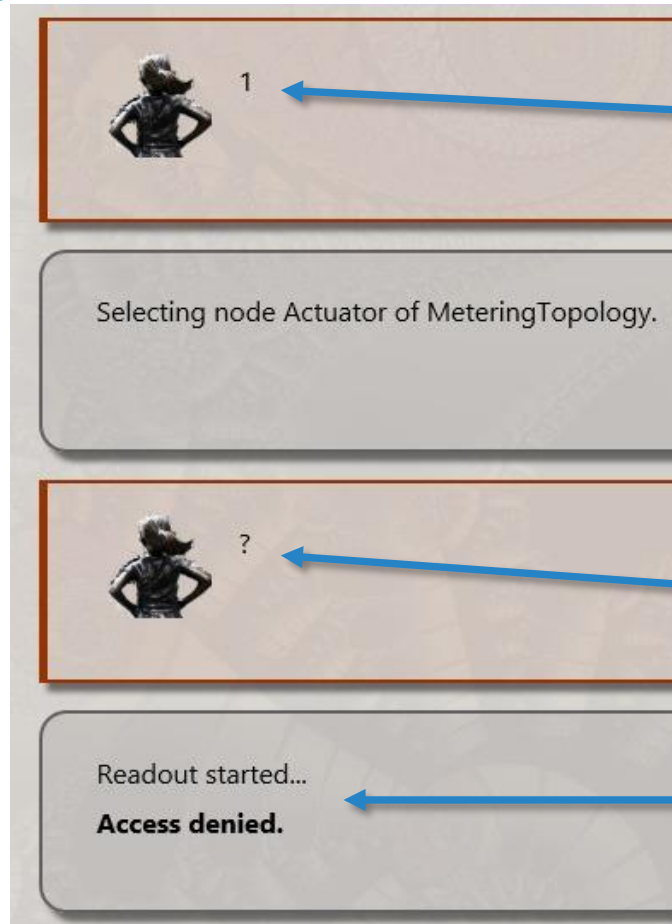 1
Selecting node Actuator of MeteringTopology.
?
Readout started...
Access denied.